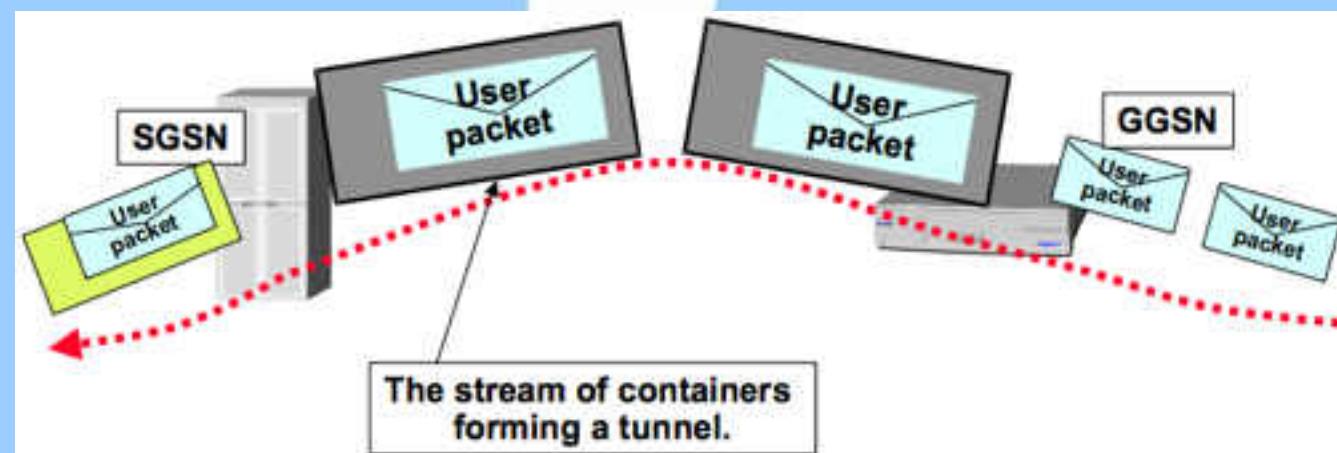 SGSN
User
packet
User
packet
User
packet
GGSN
User
packet
User
packet
The stream of containers
forming a tunnel.